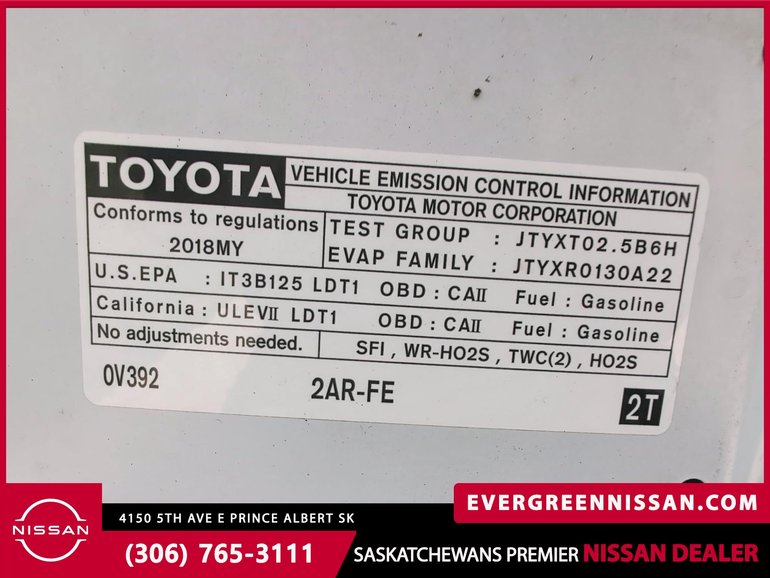 TOYOTA
VEHICLE EMISSION CONTROL INFORMATION
TOYOTA MOTOR CORPORATION
Conforms to regulations
2018MY
TEST GROUP : JTYXT02.5B6H
EVAP FAMILY : JTYXR0130A22
U.S.EPA : IT3B125 LDT1 OBD : CAII Fuel : Gasoline
California : ULEVII LDT1 OBD : CAII Fuel : Gasoline
No adjustments needed.
SFI , WR-HO2S , TWC(2) , HO2S
0V392
2AR-FE
2T
EVERGREENNISSAN.COM
NISSAN
4150 5TH AVE E PRINCE ALBERT SK
(306) 765-3111
SASKATCHEWANS PREMIER NISSAN DEALER